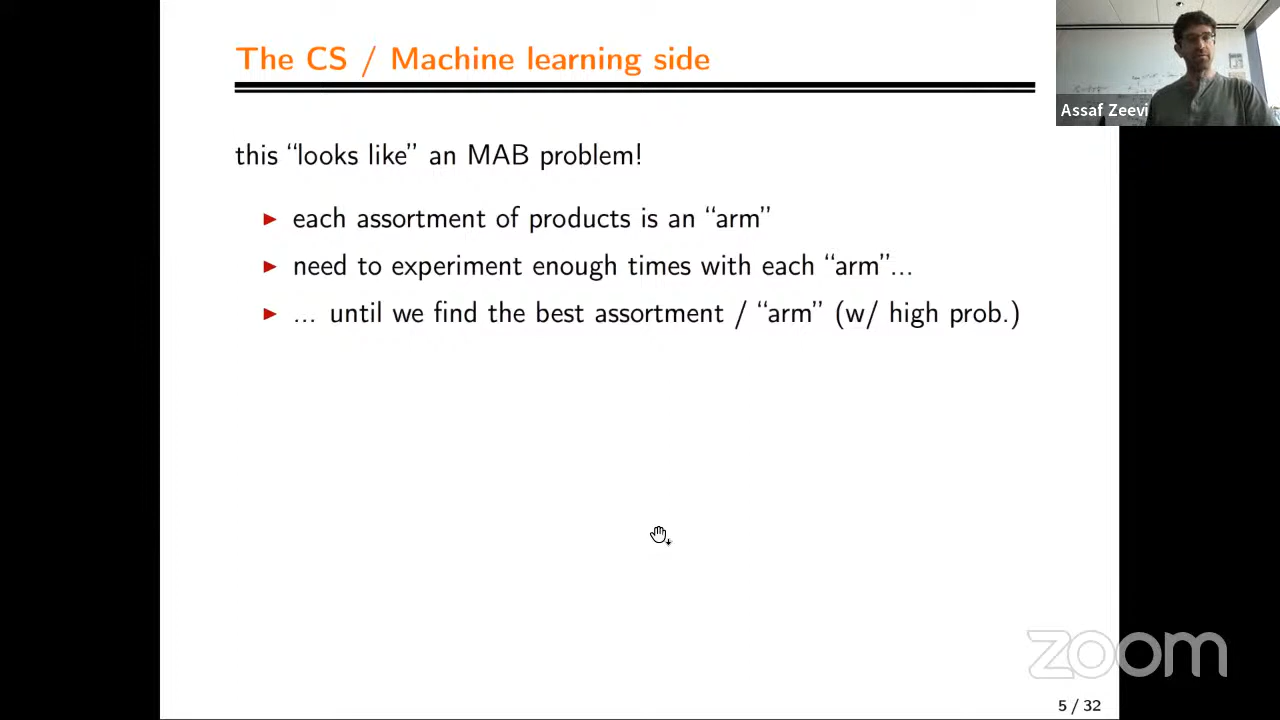 The CS / Machine learning side
Assaf Zeevi
this “looks like” an MAB problem!
▶ each assortment of products is an “arm”
▶ need to experiment enough times with each “arm”...
▶ ... until we find the best assortment / “arm” (w/ high prob.)
zoom
5 / 32